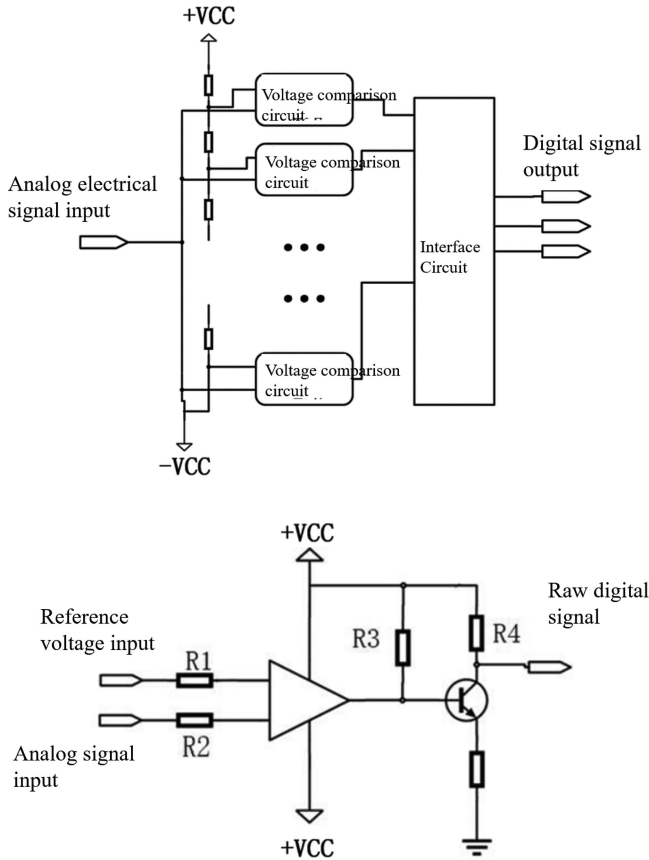 +VCC
Voltage comparison
circuit
Voltage comparison
circuit
Analog electrical
signal input
Digital signal
output
Interface
Circuit
Voltage comparison
circuit
-VCC
+VCC
Reference
voltage input
R1
R3
R4
Raw digital
signal
R2
Analog signal
input
+VCC